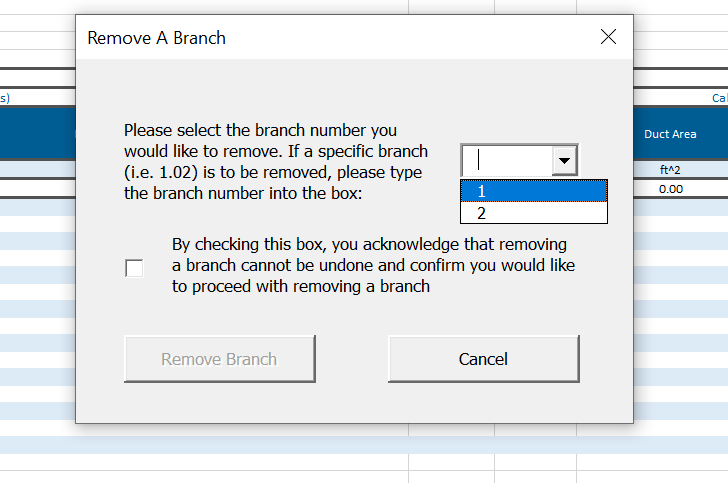 Remove A Branch
s)
Cal
Please select the branch number you
would like to remove. If a specific branch
(i.e. 1.02) is to be removed, please type
the branch number into the box:
1
2
Duct Area
ft^2
0.00
By checking this box, you acknowledge that removing
a branch cannot be undone and confirm you would like
to proceed with removing a branch
Remove Branch
Cancel